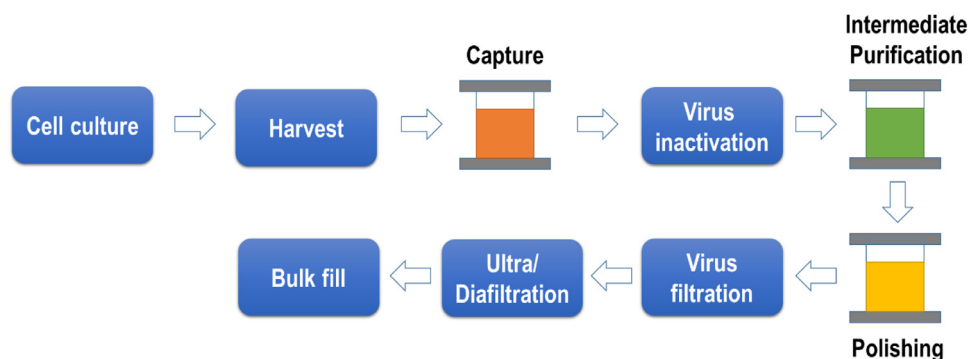 Cell culture
Harvest
Capture
Virus
inactivation
Intermediate
Purification
Polishing
Virus
filtration
Ultra/
Diafiltration
Bulk fill